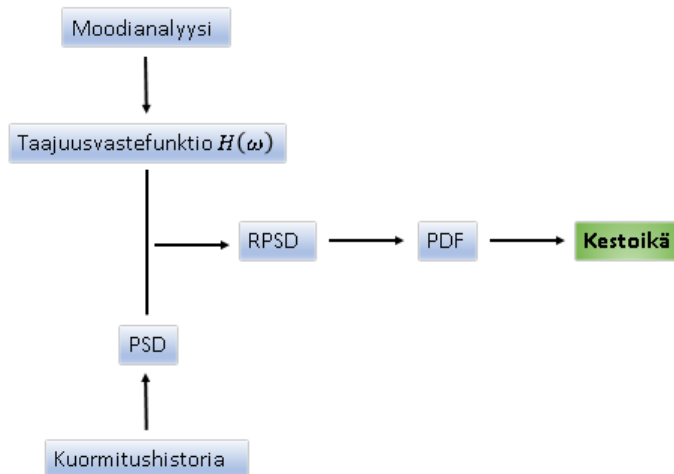 Moodianalyysi
Taajuusvastefunktio H(ω)
RPSD
PDF
Kestoikä
PSD
Kuormitushistoria